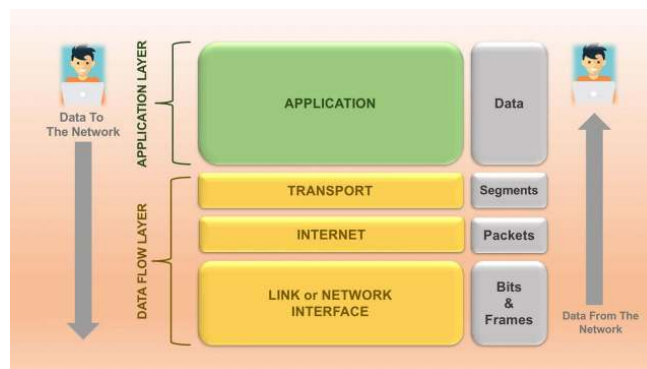 Data To
The Network
APPLICATION LAYER
APPLICATION
Data
DATA FLOW LAYER
TRANSPORT
Segments
INTERNET
Packets
LINK or NETWORK
INTERFACE
Bits
&
Frames
Data From The
Network